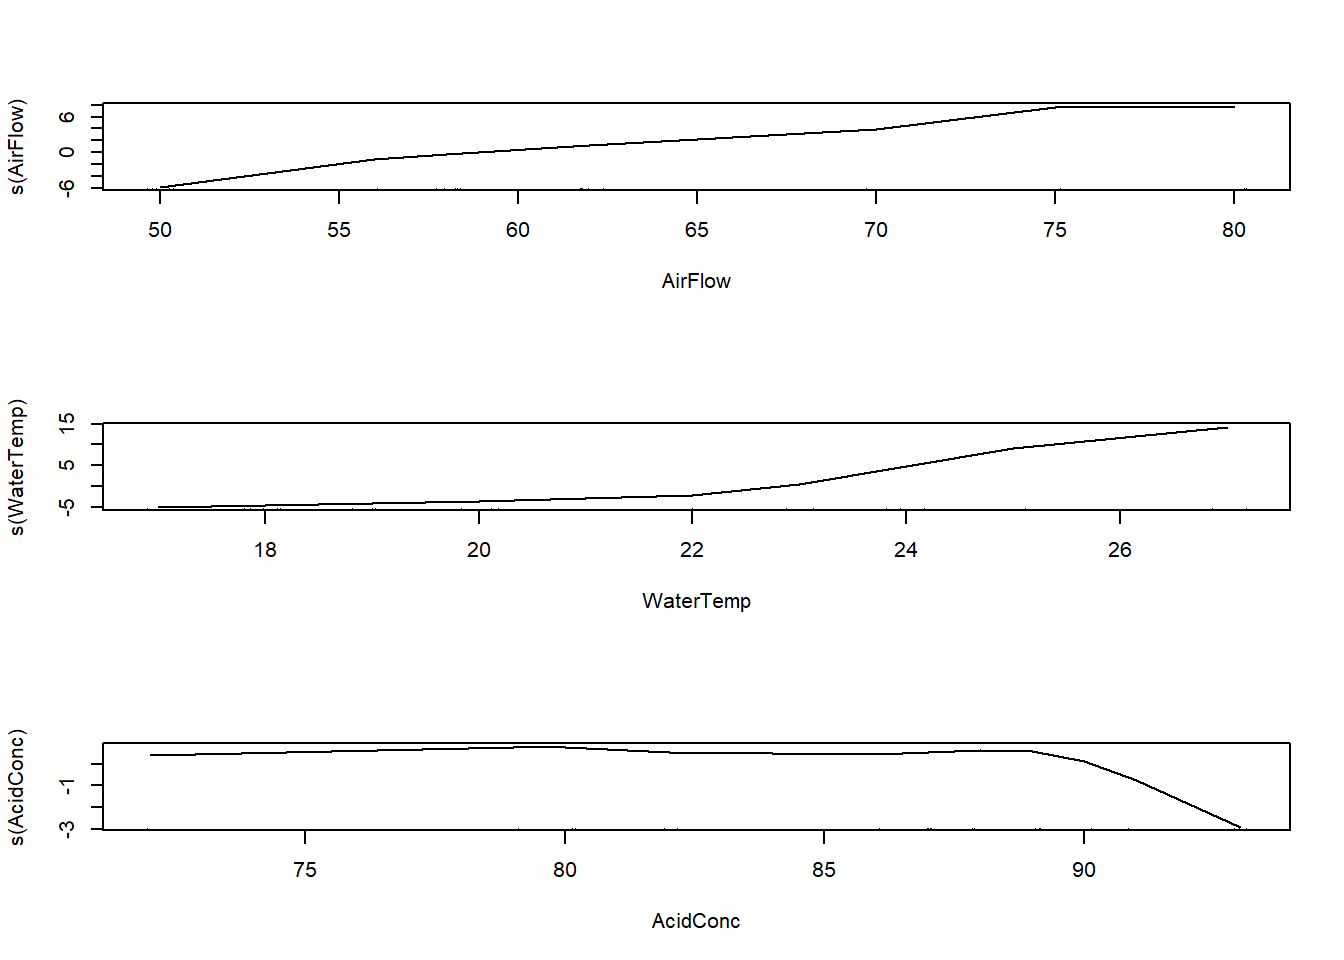 s(AirFlow)
6
0
-6
50 55 60 65 70 75 80
AirFlow
s(WaterTemp)
15
5
-5
18 20 22 24 26
WaterTemp
s(AcidConc)
-1
-3
75 80 85 90
AcidConc